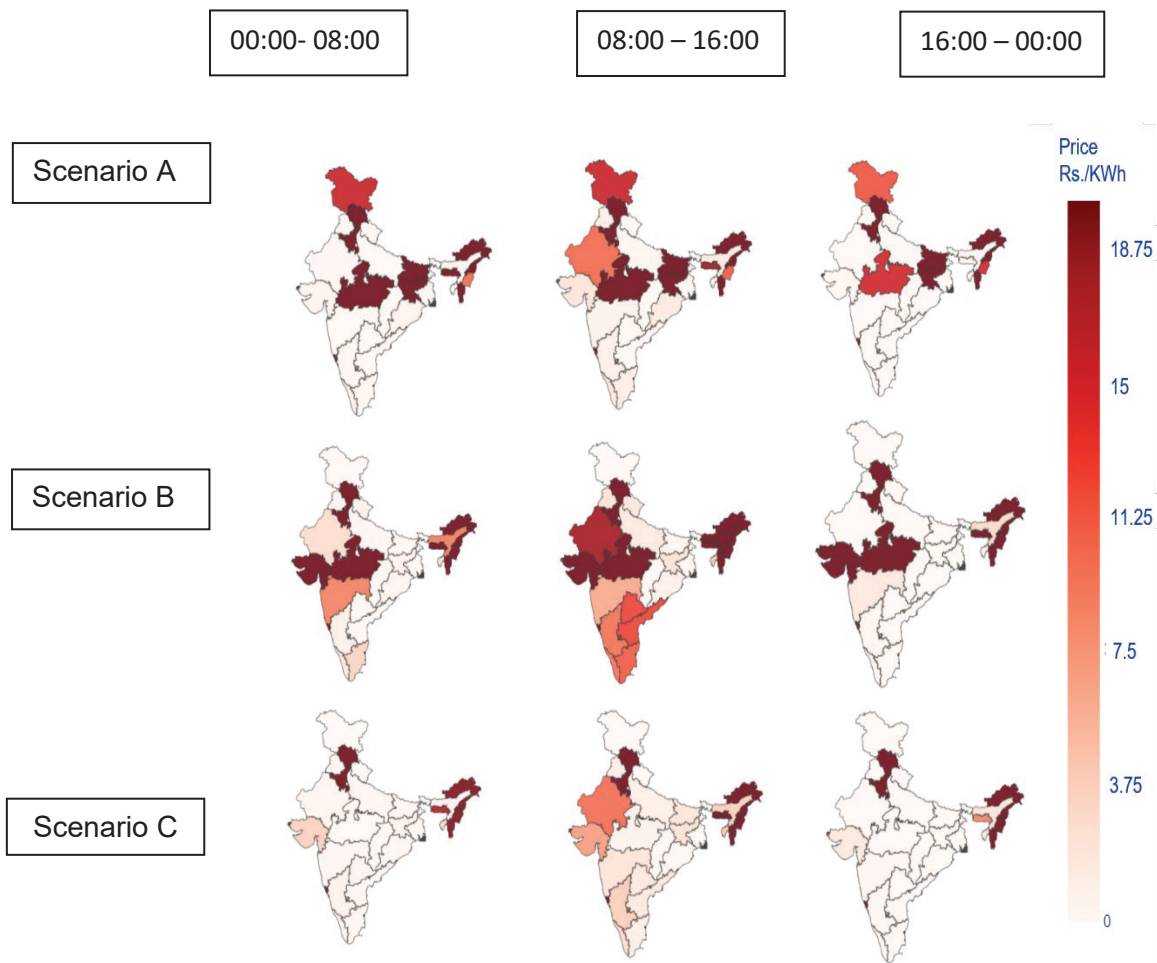 00:00- 08:00
08:00 – 16:00
16:00 – 00:00
Scenario A
Price
Rs./KWh
18.75
15
Scenario B
11.25
7.5
3.75
Scenario C
0